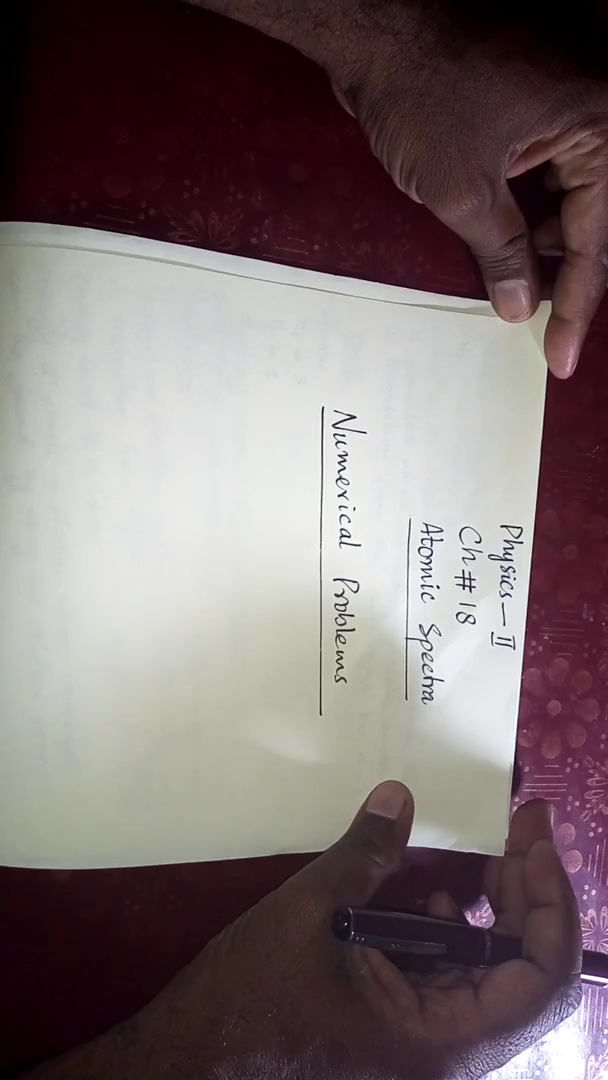 Physics — II
Ch # 18
Atomic Spectra
Numerical Problems